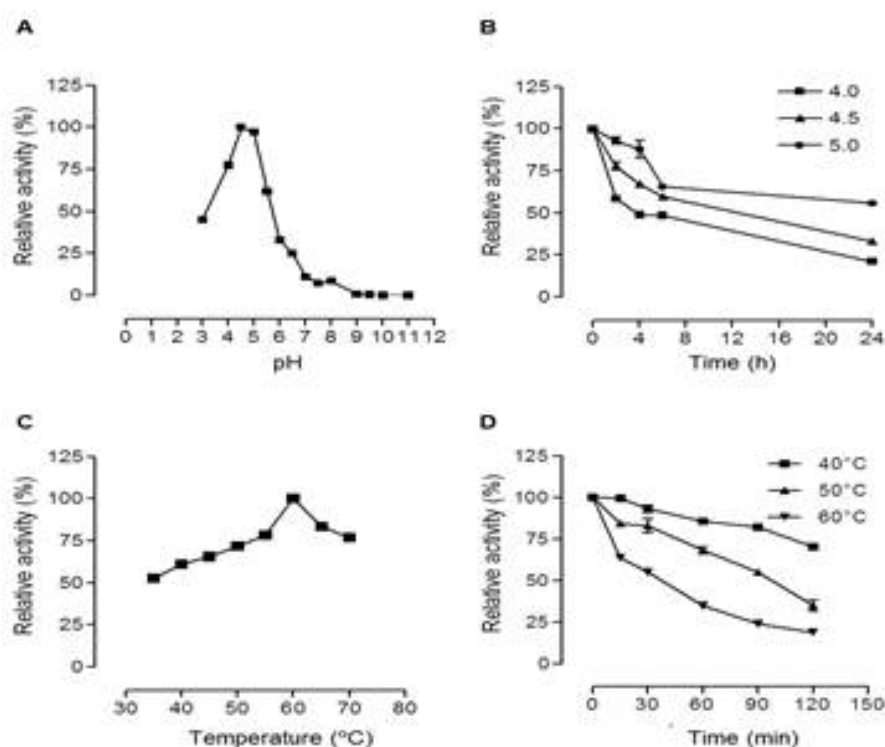 A
Relative activity (%)
125
100
75
50
25
0
0 1 2 3 4 5 6 7 8 9 10 11 12
pH
B
Relative activity (%)
125
100
75
50
25
0
4.0
4.5
5.0
0 4 8 12 16 20 24
Time (h)
C
Relative activity (%)
125
100
75
50
25
0
30 40 50 60 70 80
Temperature (ºC)
D
Relative activity (%)
125
100
75
50
25
0
40°C
50°C
60°C
0 30 60 90 120 150
Time (min)